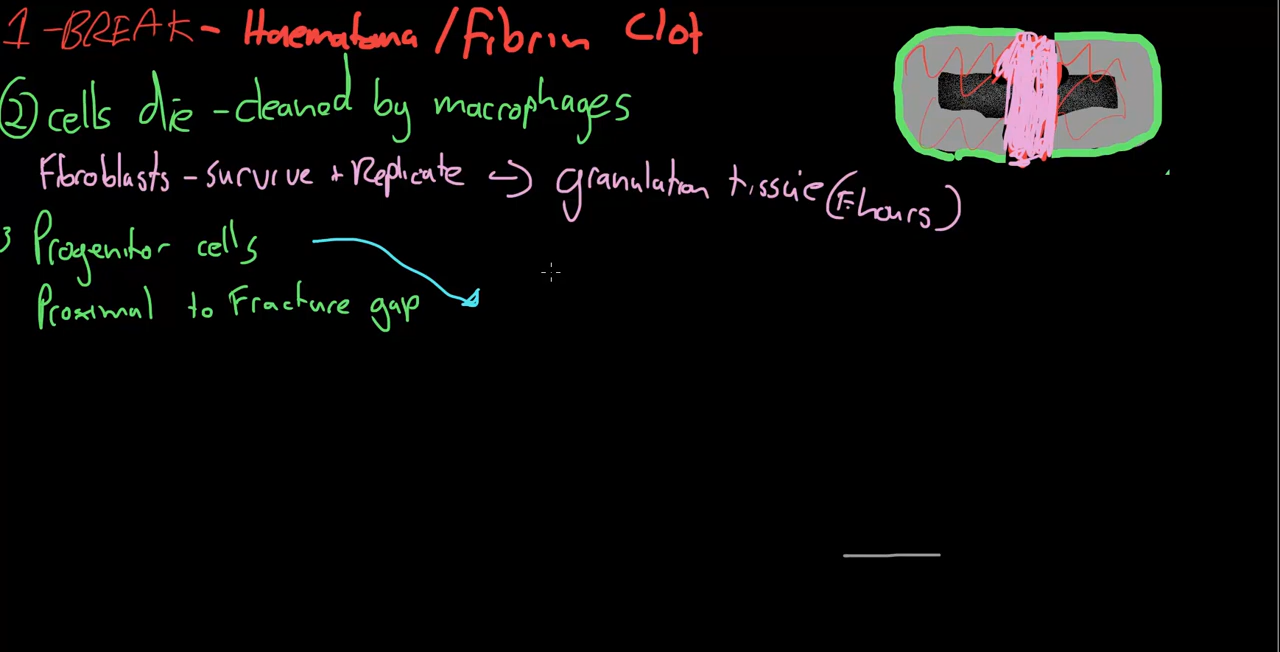 1-BREAK- Haematoma/Fibrin Clot
② cells die - cleaned by macrophages
Fibroblasts - survive + Replicate → granulation tissue (hours)
3 Progenitor cells
Proximal to Fracture gap